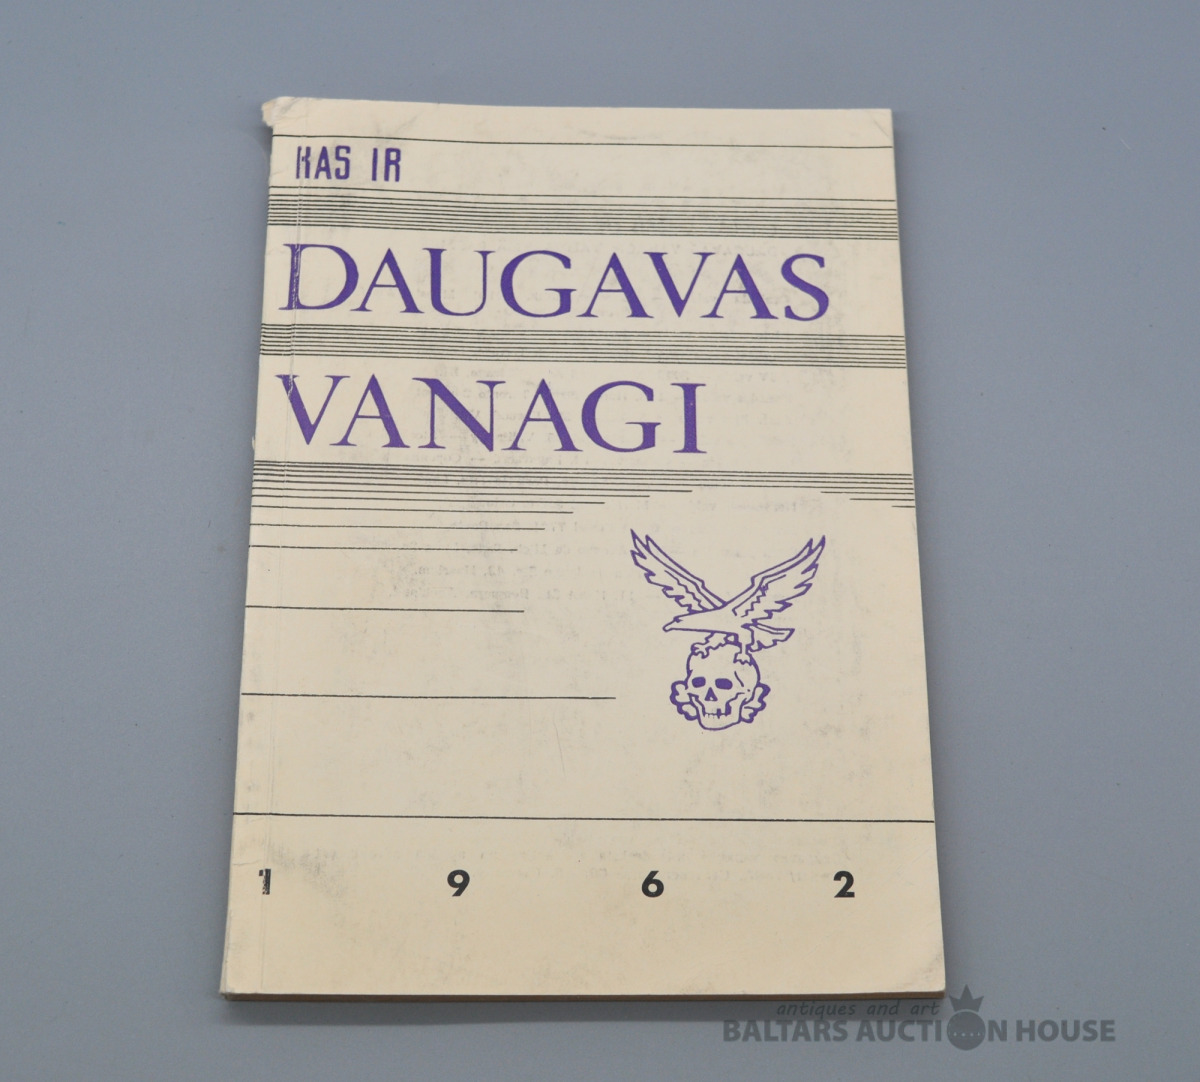 KAS IR
DAUGAVAS
VANAGI
1 9 6 2
antiques and art
BALTARS AUCTION HOUSE